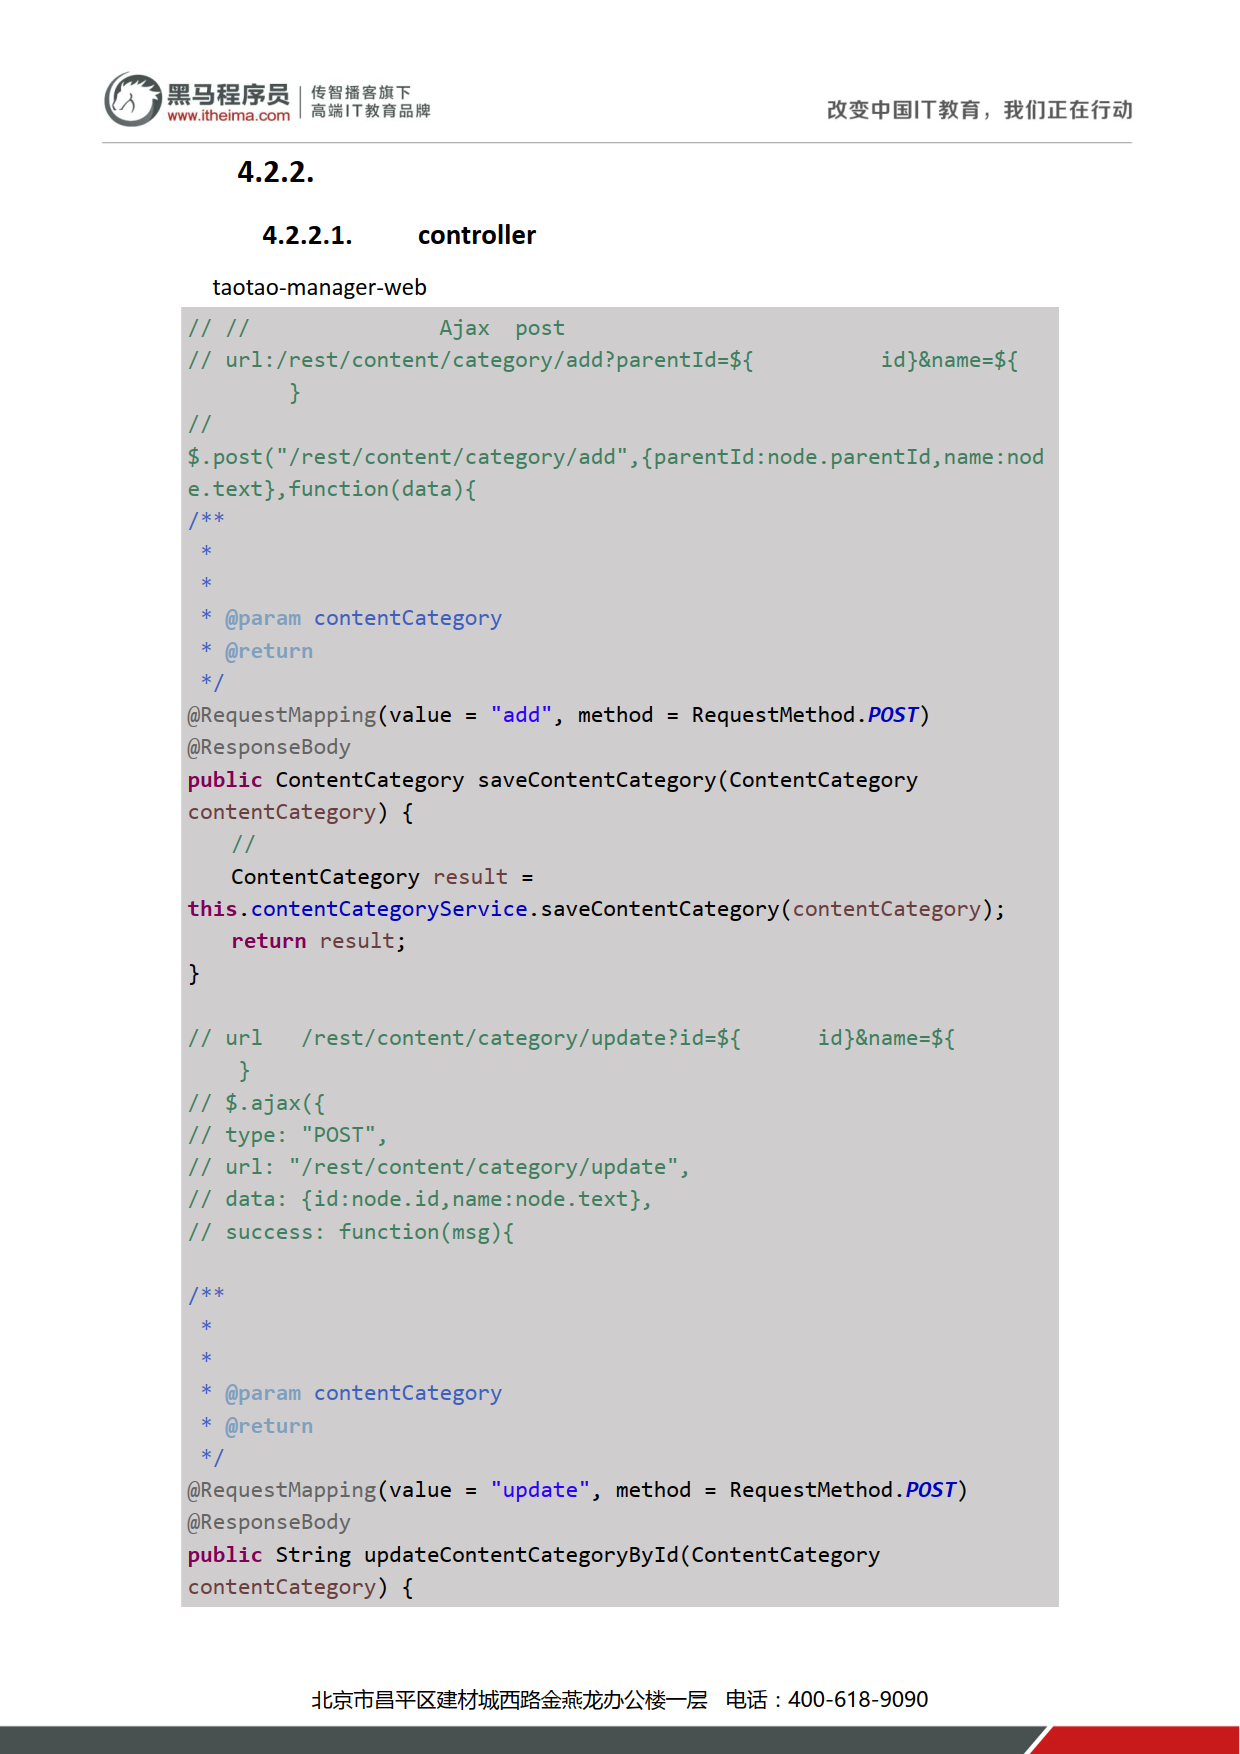 黑马程序员
www.itheima.com
传智播客旗下
高端IT教育品牌
改变中国IT教育，我们正在行动
4.2.2.
4.2.2.1. controller
taotao-manager-web
// // Ajax post
// url:/rest/content/category/add?parentId=${ id}&name=${
}
//
$.post("/rest/content/category/add",{parentId:node.parentId,name:nod
e.text},function(data){
/**
*
*
* @param contentCategory
* @return
*/
@RequestMapping(value = "add", method = RequestMethod.POST)
@ResponseBody
public ContentCategory saveContentCategory(ContentCategory
contentCategory) {
//
ContentCategory result =
this.contentCategoryService.saveContentCategory(contentCategory);
return result;
}
// url /rest/content/category/update?id=${ id}&name=${
}
// $.ajax({
// type: "POST",
// url: "/rest/content/category/update",
// data: {id:node.id,name:node.text},
// success: function(msg){
/**
*
*
* @param contentCategory
* @return
*/
@RequestMapping(value = "update", method = RequestMethod.POST)
@ResponseBody
public String updateContentCategoryById(ContentCategory
contentCategory) {
北京市昌平区建材城西路金燕龙办公楼一层 电话：400-618-9090